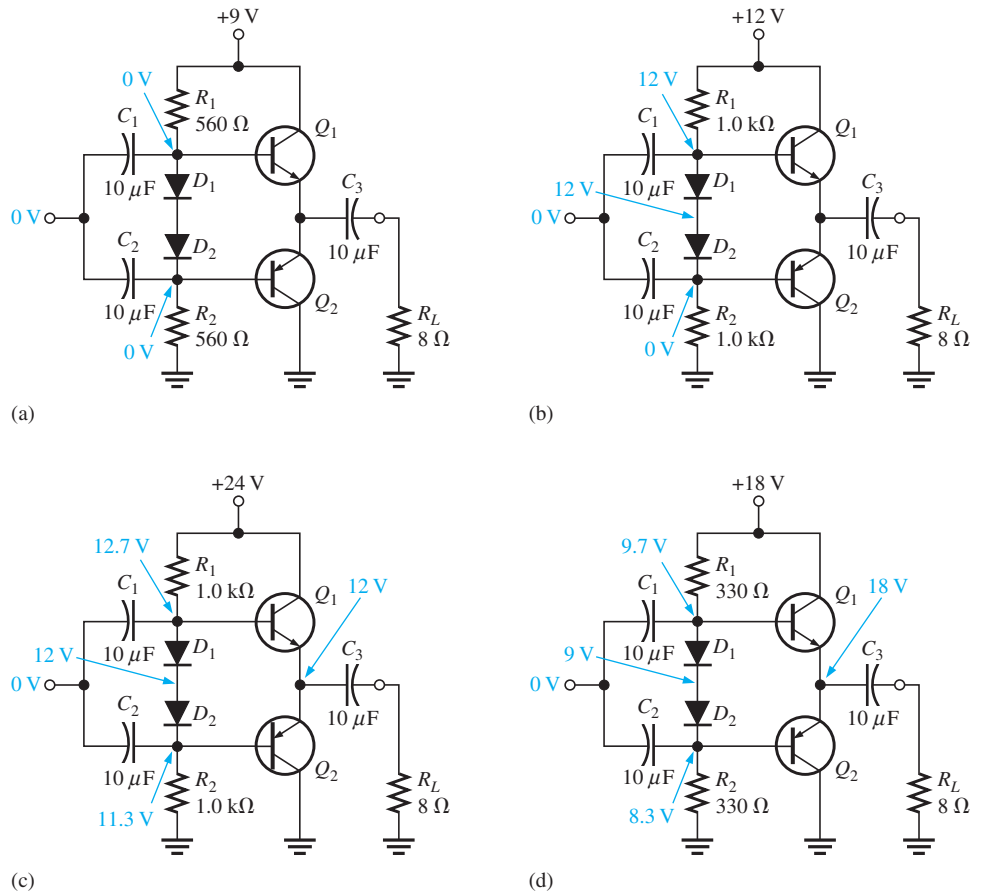 +9 V
0 V
R1
560 Ω
C1
10 μF
Q1
D1
C3
0 V
D2
10 μF
C2
10 μF
Q2
R2
560 Ω
RL
8 Ω
0 V
(a)
+12 V
12 V
R1
1.0 kΩ
C1
10 μF
Q1
D1
C3
12 V
0 V
D2
10 μF
C2
10 μF
Q2
R2
1.0 kΩ
RL
8 Ω
0 V
(b)
+24 V
12.7 V
R1
1.0 kΩ
12 V
C1
10 μF
Q1
D1
C3
12 V
0 V
D2
10 μF
C2
10 μF
Q2
R2
1.0 kΩ
RL
8 Ω
11.3 V
(c)
+18 V
9.7 V
R1
330 Ω
18 V
C1
10 μF
Q1
D1
C3
9 V
0 V
D2
10 μF
C2
10 μF
Q2
R2
330 Ω
RL
8 Ω
8.3 V
(d)